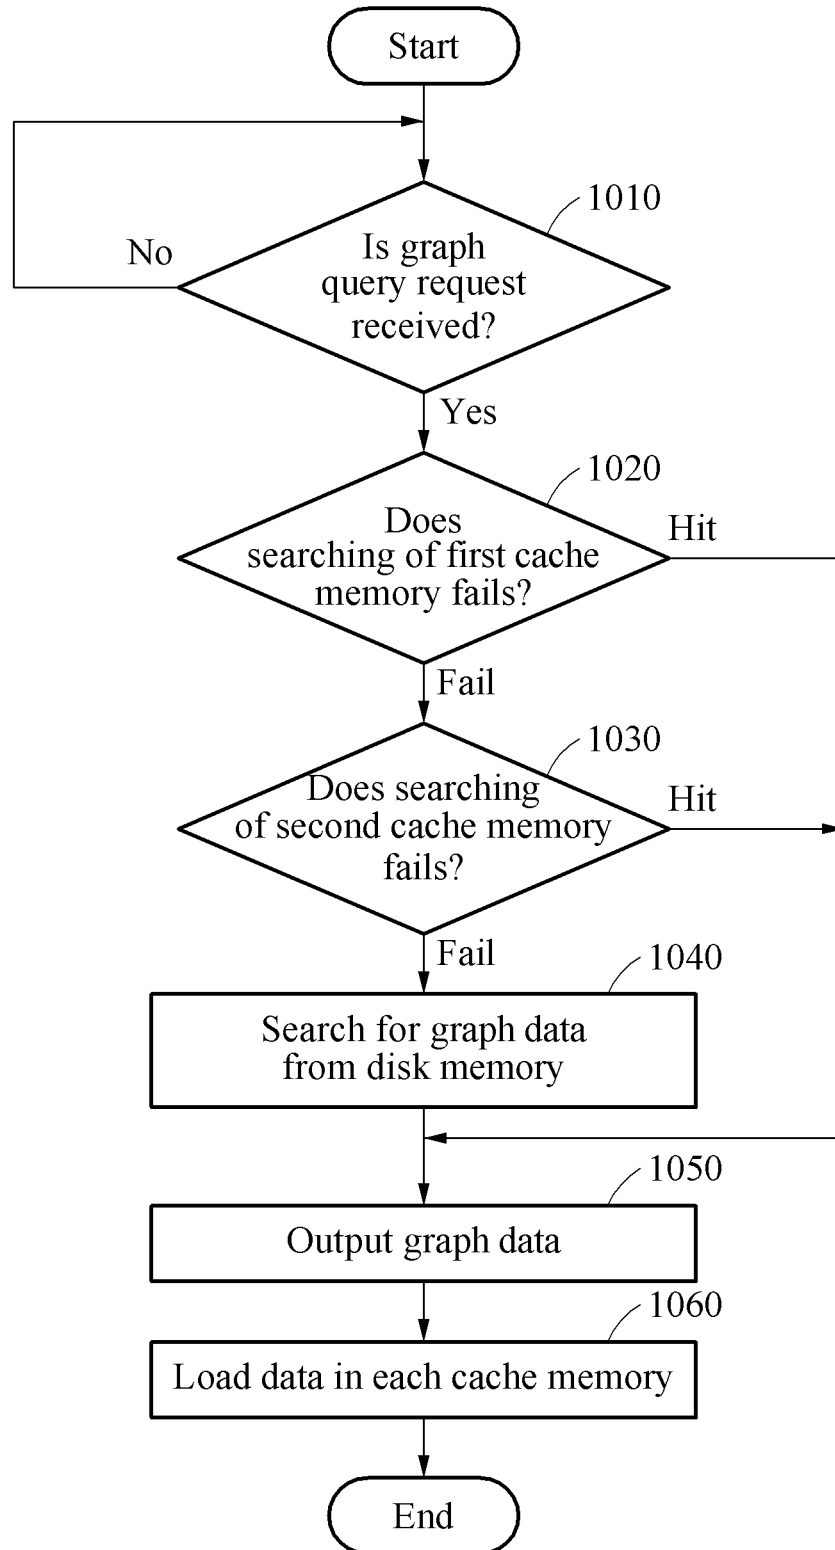 Start
1010
No
Is graph
query request
received?
Yes
1020
Does
searching of first cache
memory fails?
Hit
Fail
1030
Does searching
of second cache memory
fails?
Hit
Fail
1040
Search for graph data
from disk memory
1050
Output graph data
1060
Load data in each cache memory
End